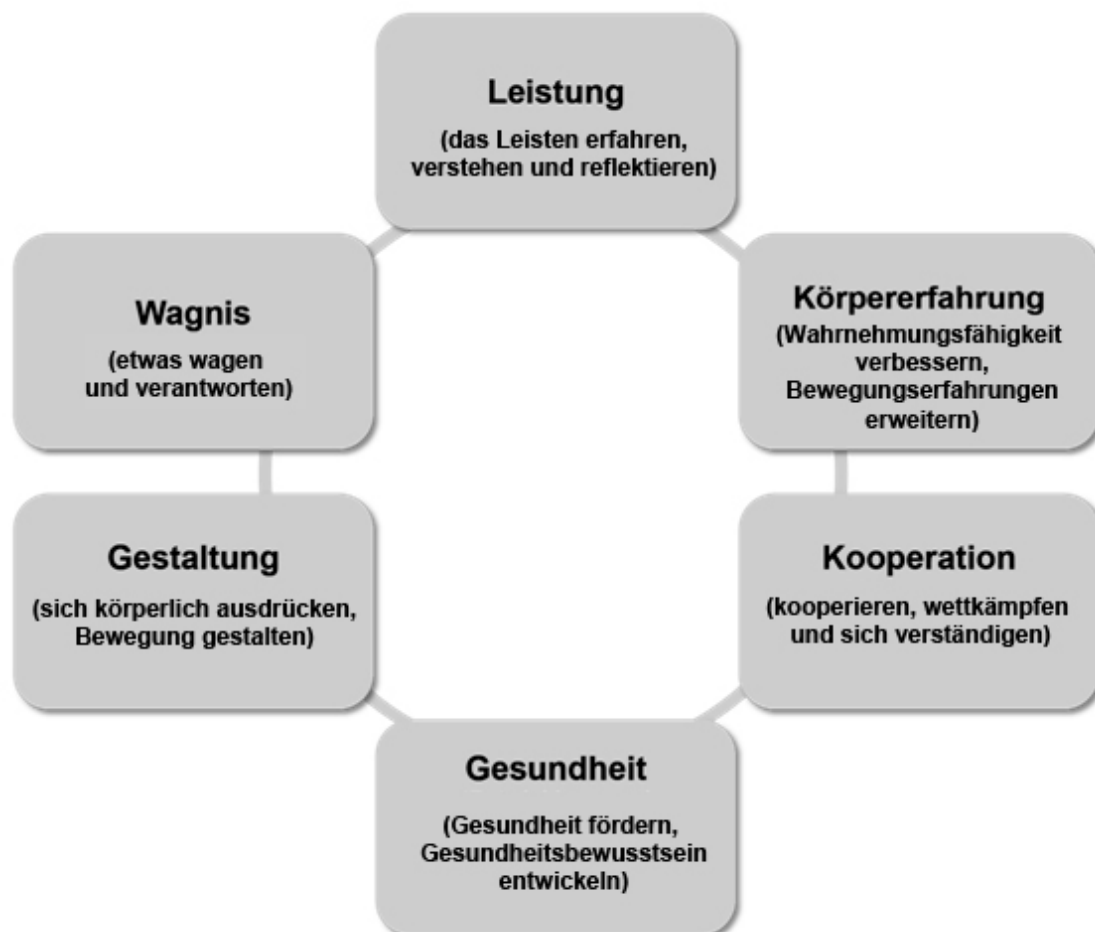 Leistung
(das Leisten erfahren,
verstehen und reflektieren)
Wagnis
(etwas wagen
und verantworten)
Körpererfahrung
(Wahrnehmungsfähigkeit
verbessern,
Bewegungserfahrungen
erweitern)
Gestaltung
(sich körperlich ausdrücken,
Bewegung gestalten)
Kooperation
(kooperieren, wettkämpfen
und sich verständigen)
Gesundheit
(Gesundheit fördern,
Gesundheitsbewusstsein
entwickeln)